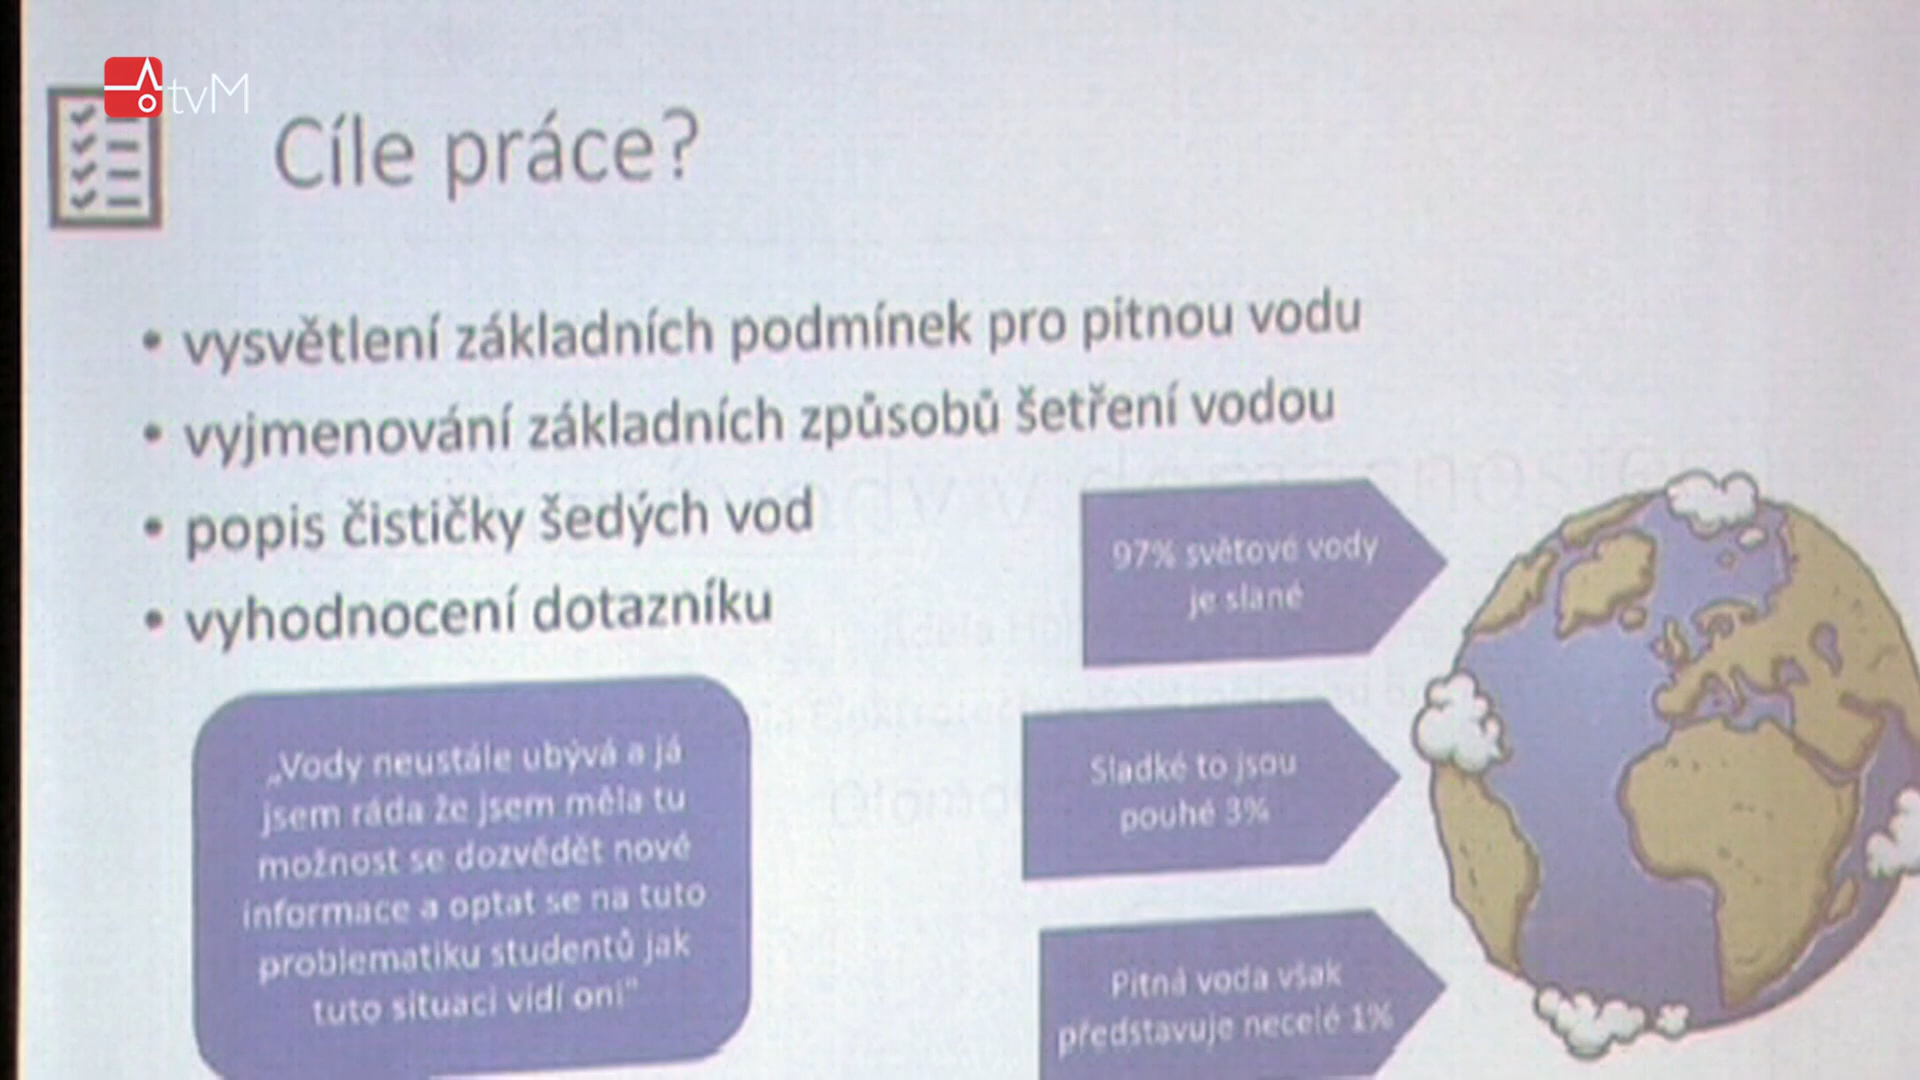 tvM
Cíle práce?
• vysvětlení základních podmínek pro pitnou vodu
• vyjmenování základních způsobů šetření vodou
• popis čističky šedých vod
• vyhodnocení dotazníku
97% světové vody
je slané
Sladké to jsou
pouhé 3%
Pitná voda však
představuje necelé 1%
„Vody neustále ubývá a já
jsem ráda že jsem měla tu
možnost se dozvědět nové
informace a optat se na tuto
problematiku studentů jak
tuto situaci vidí oni"